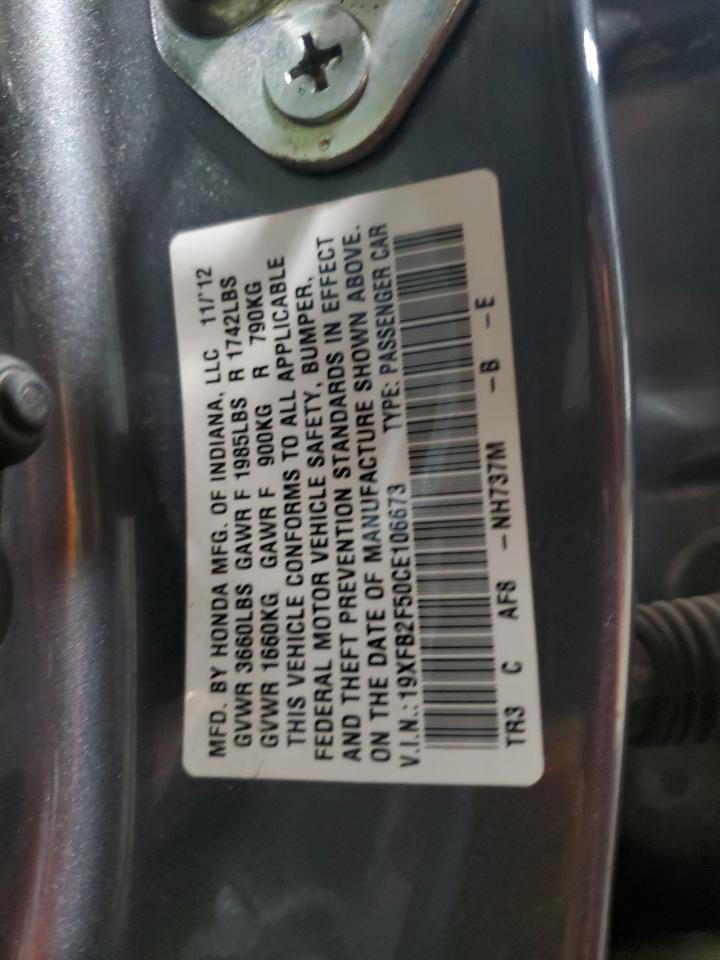 MFD. BY HONDA MFG. OF INDIANA, LLC 11/'12
GVWR 3660LBS GAWR F 1985LBS R 1742LBS
GVWR 1660KG GAWR F 900KG R 790KG
THIS VEHICLE CONFORMS TO ALL APPLICABLE
FEDERAL MOTOR VEHICLE SAFETY, BUMPER,
AND THEFT PREVENTION STANDARDS IN EFFECT
ON THE DATE OF MANUFACTURE SHOWN ABOVE.
V.I.N.: 19XFB2F50CE106673 TYPE: PASSENGER CAR
TR3 C AF8 -NH737M -B -E